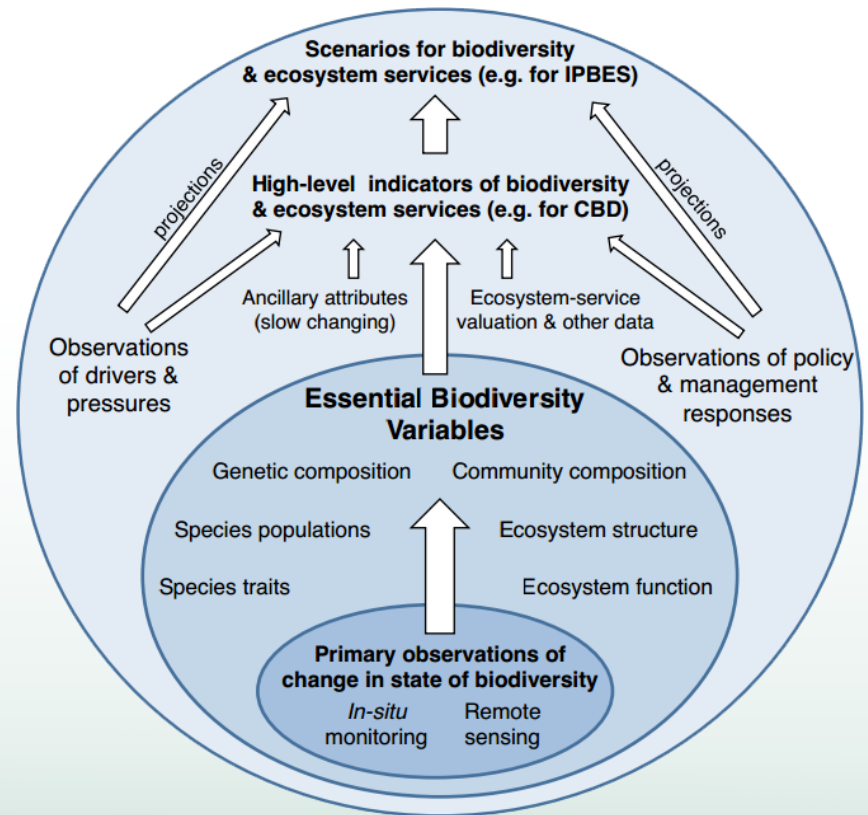 Scenarios for biodiversity
& ecosystem services (e.g. for IPBES)
projections
projections
High-level indicators of biodiversity
& ecosystem services (e.g. for CBD)
Ancillary attributes
(slow changing)
Ecosystem-service
valuation & other data
Observations
of drivers &
pressures
Observations of policy
& management
responses
Essential Biodiversity
Variables
Genetic composition
Community composition
Species populations
Ecosystem structure
Species traits
Ecosystem function
Primary observations of
change in state of biodiversity
In-situ
monitoring
Remote
sensing